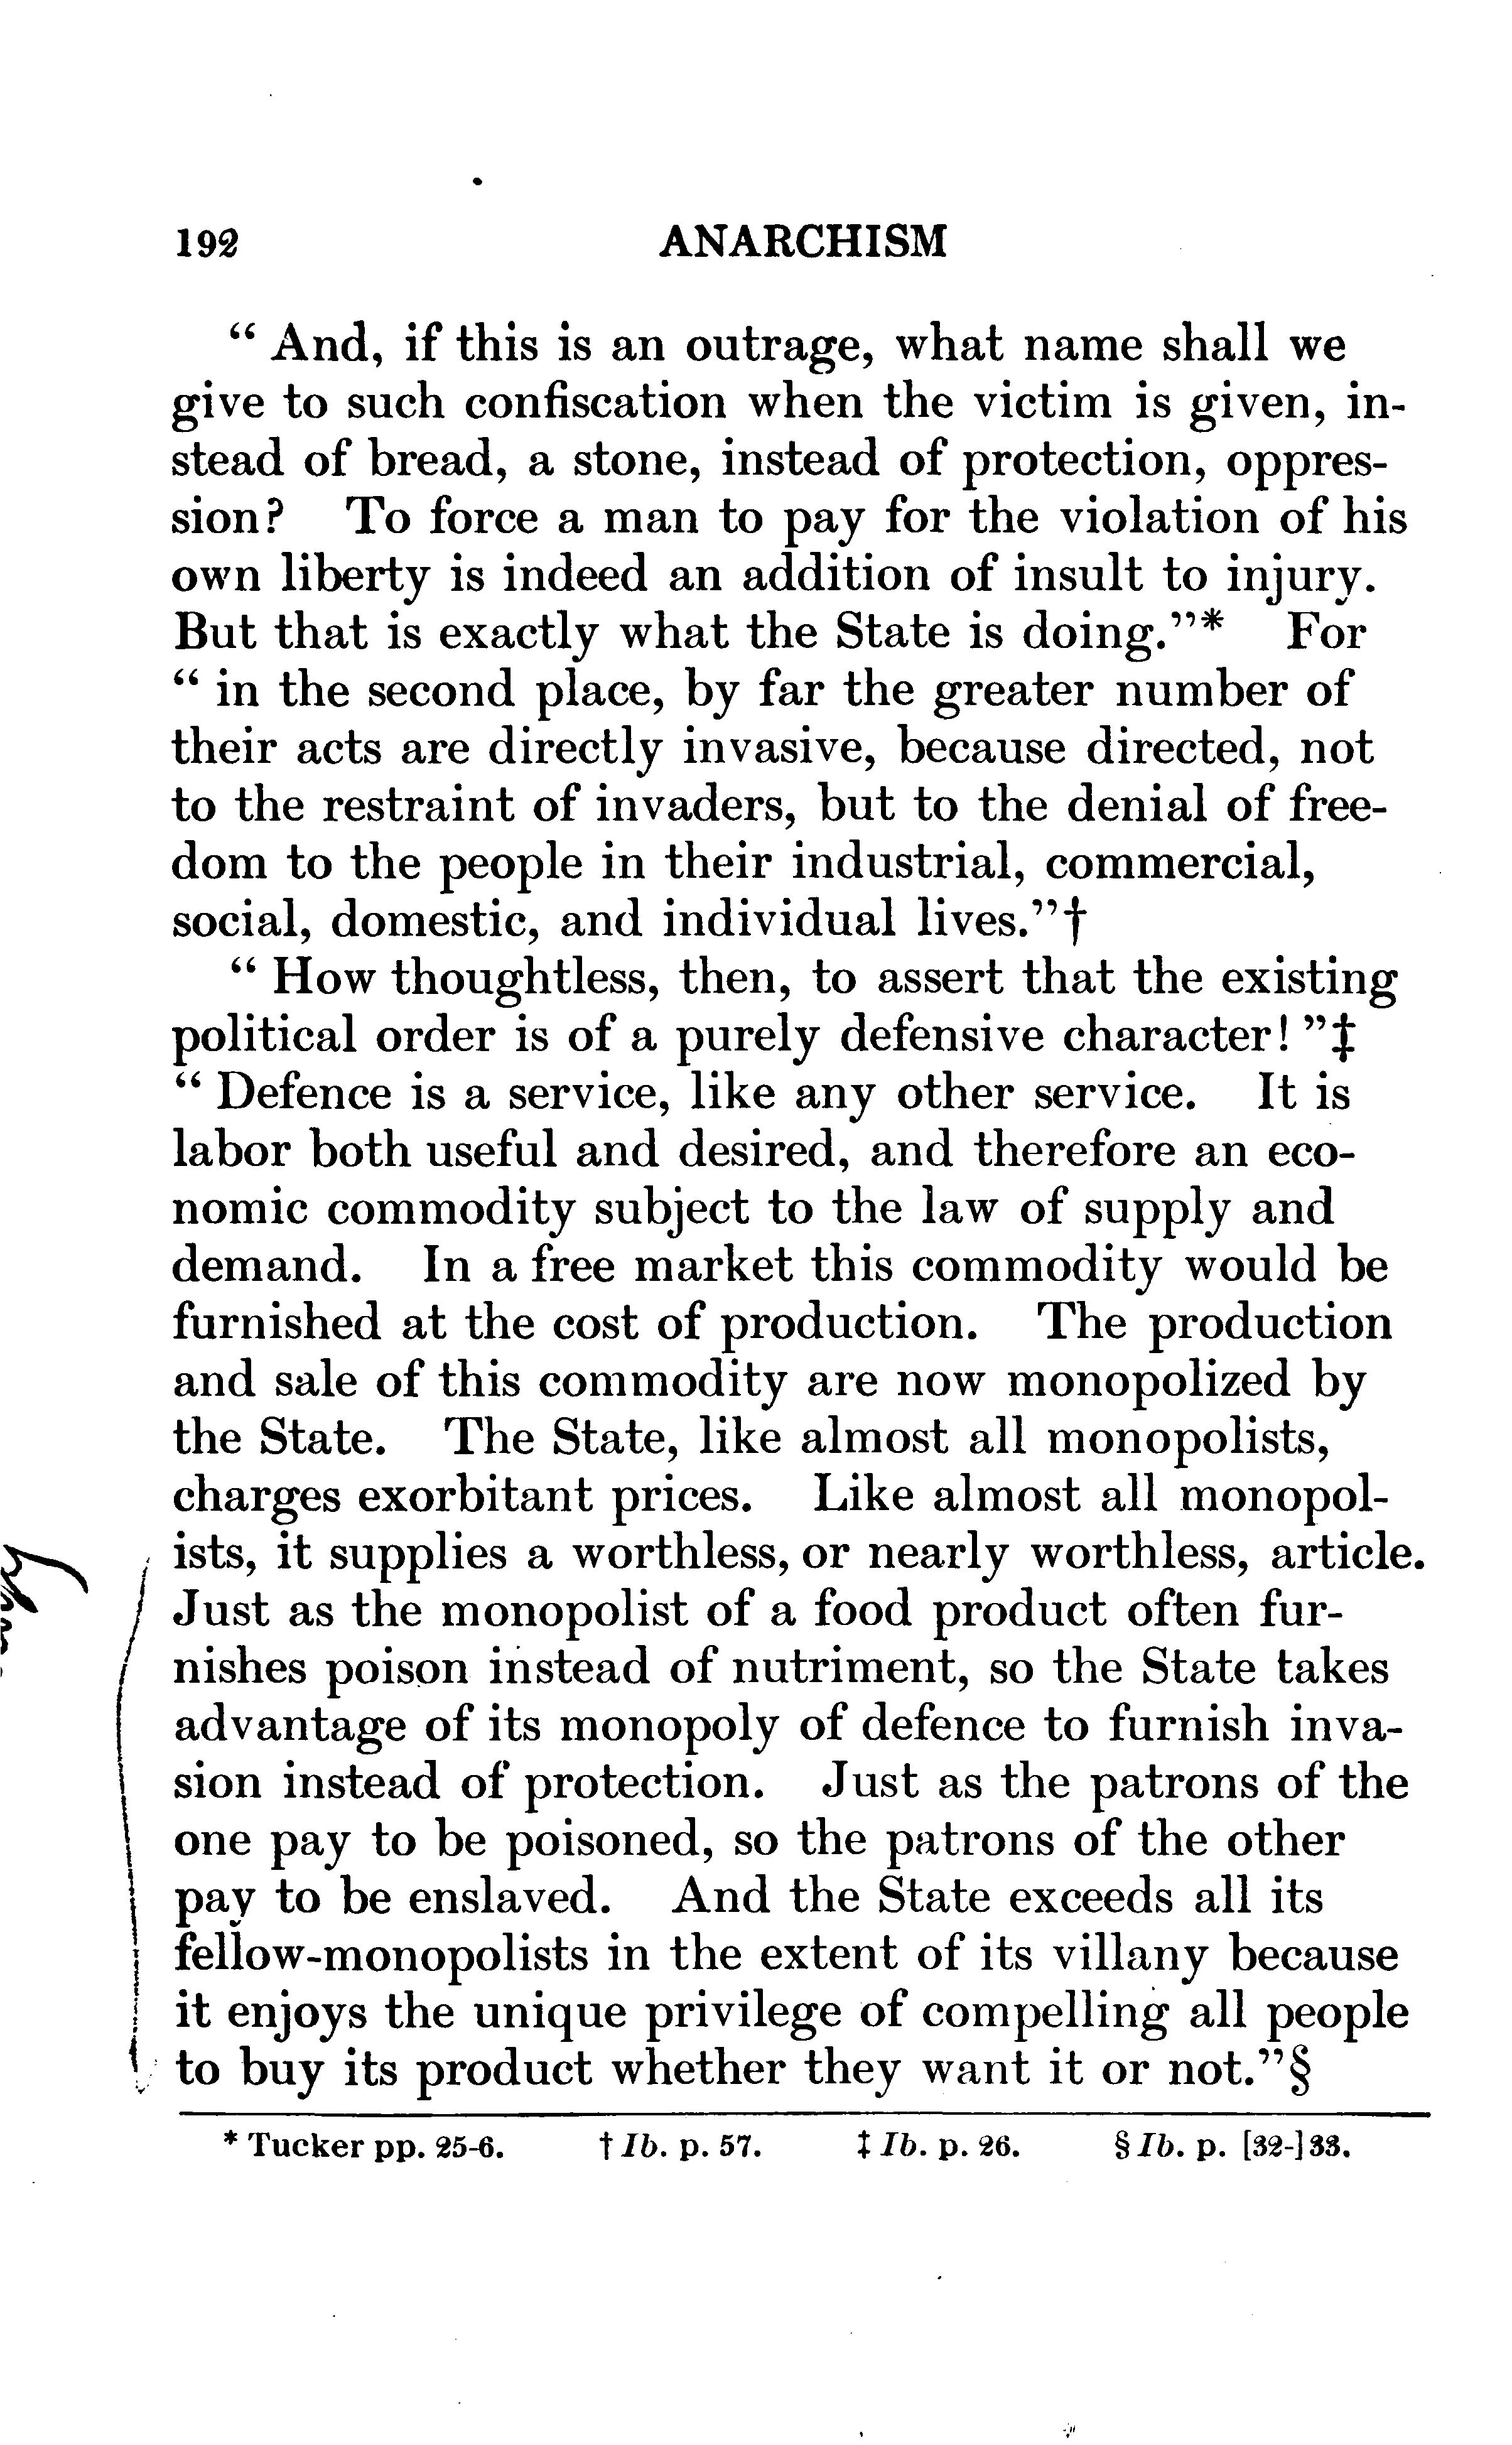 192 ANARCHISM
“ And, if this is an outrage, what name shall we
give to such confiscation when the victim is given, in-
stead of bread, a stone, instead of protection, oppres-
sion? To force a man to pay for the violation of his
own liberty is indeed an addition of insult to injury.
But that is exactly what the State is doing.”* For
“ in the second place, by far the greater number of
their acts are directly invasive, because directed, not
to the restraint of invaders, but to the denial of free-
dom to the people in their industrial, commercial,
social, domestic, and individual lives.”†
“ How thoughtless, then, to assert that the existing
political order is of a purely defensive character! ”‡
“ Defence is a service, like any other service. It is
labor both useful and desired, and therefore an eco-
nomic commodity subject to the law of supply and
demand. In a free market this commodity would be
furnished at the cost of production. The production
and sale of this commodity are now monopolized by
the State. The State, like almost all monopolists,
charges exorbitant prices. Like almost all monopol-
ists, it supplies a worthless, or nearly worthless, article.
Just as the monopolist of a food product often fur-
nishes poison instead of nutriment, so the State takes
advantage of its monopoly of defence to furnish inva-
sion instead of protection. Just as the patrons of the
one pay to be poisoned, so the patrons of the other
pay to be enslaved. And the State exceeds all its
fellow-monopolists in the extent of its villany because
it enjoys the unique privilege of compelling all people
to buy its product whether they want it or not.”§
* Tucker pp. 25-6. † Ib. p. 57. ‡ Ib. p. 26. § Ib. p. [32-]33.